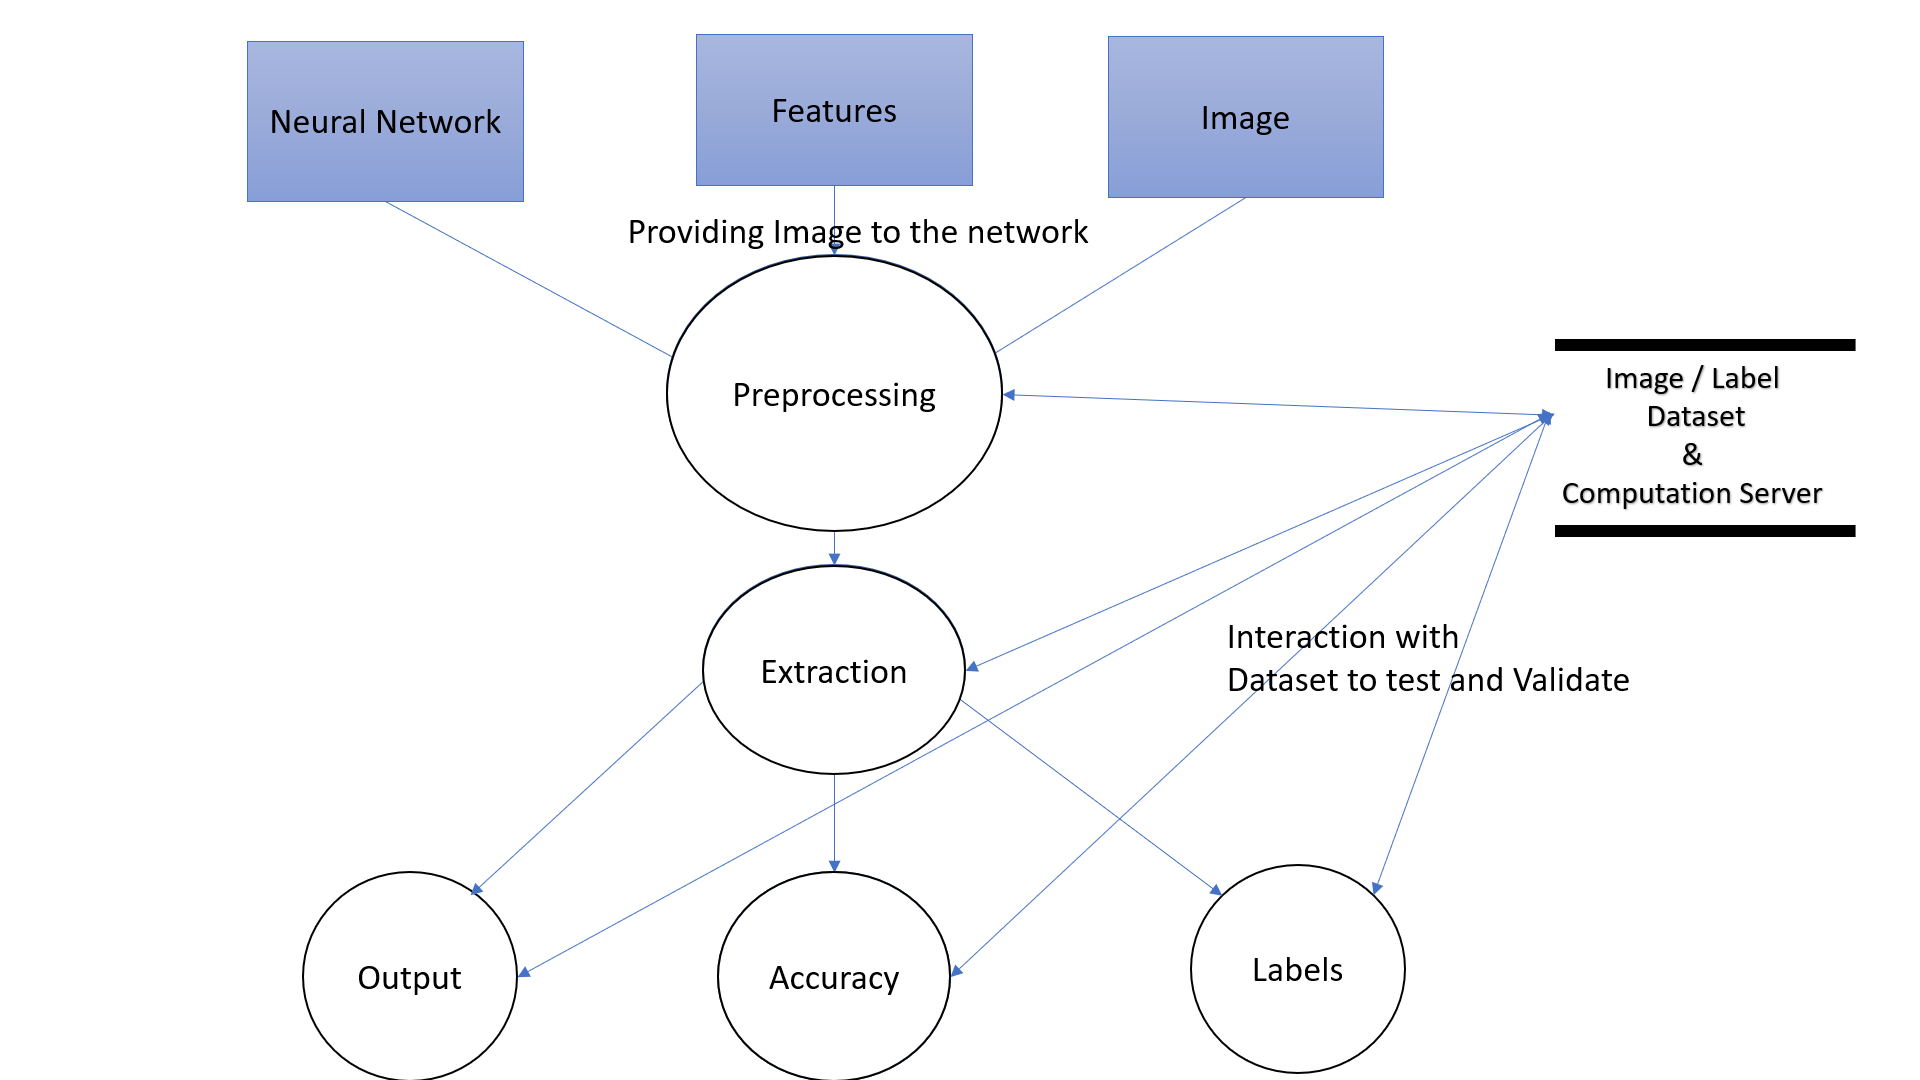 Neural Network
Features
Image
Providing Image to the network
Preprocessing
Image / Label
Dataset
&
Computation Server
Extraction
Interaction with
Dataset to test and Validate
Output
Accuracy
Labels